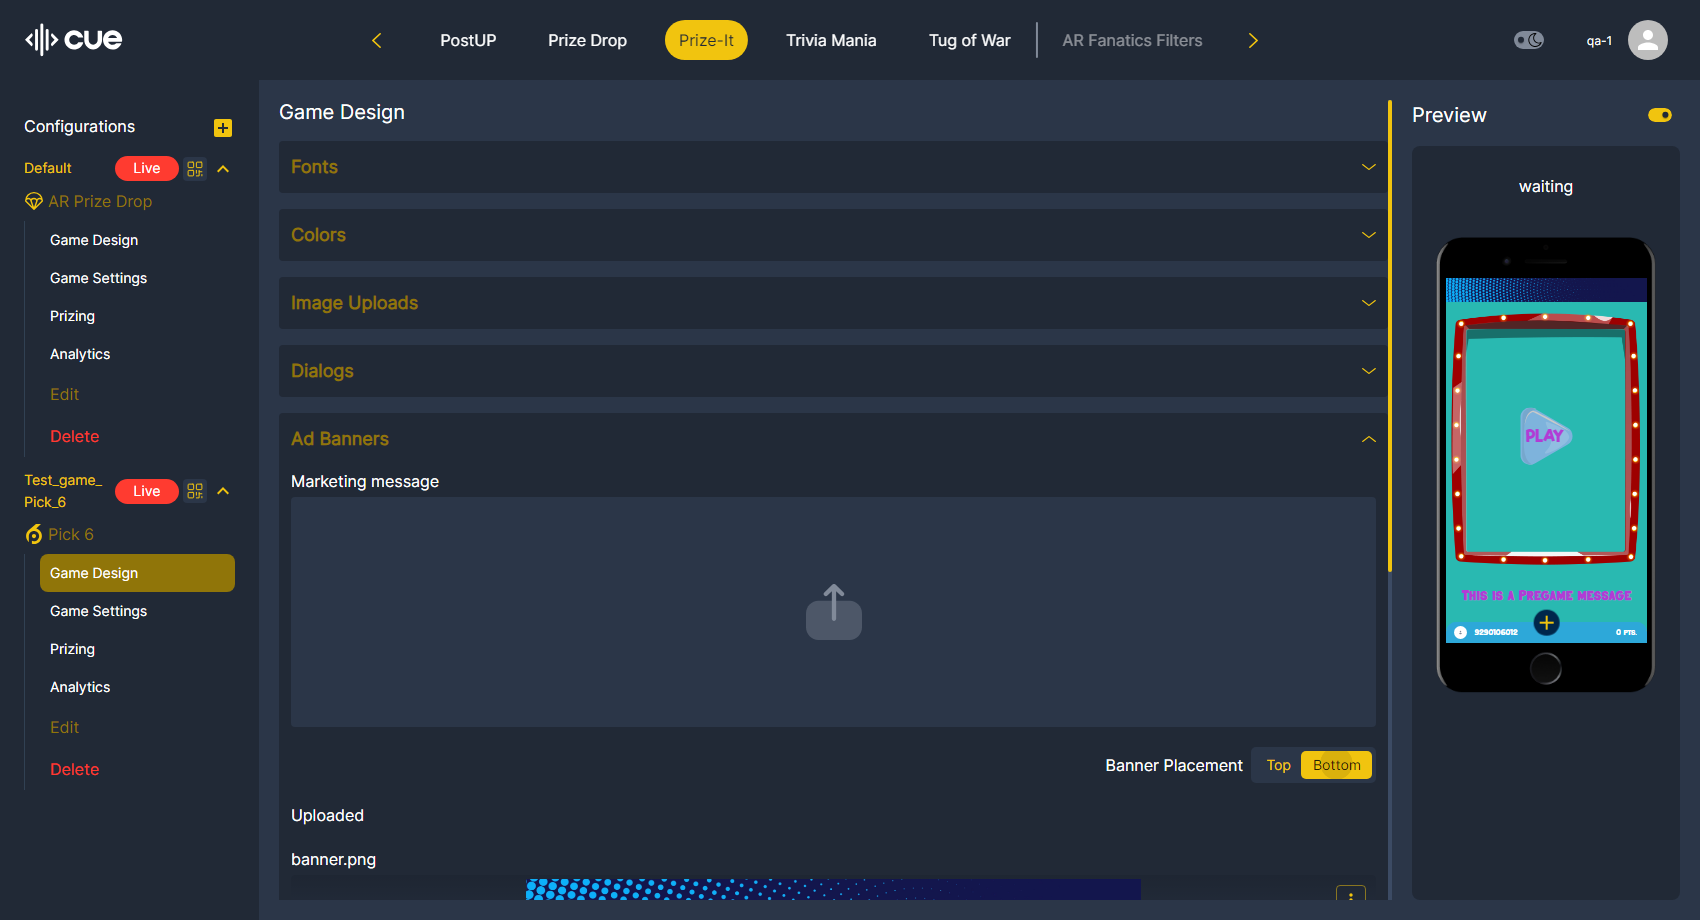 cue
PostUP
Prize Drop
Prize-It
Trivia Mania
Tug of War
AR Fanatics Filters
qa-1
Configurations
Default
Live
AR Prize Drop
Game Design
Game Settings
Prizing
Analytics
Edit
Delete
Test_game_
Pick_6
Live
Pick 6
Game Design
Game Settings
Prizing
Analytics
Edit
Delete
Game Design
Fonts
Colors
Image Uploads
Dialogs
Ad Banners
Marketing message
Banner Placement
Top
Bottom
Uploaded
banner.png
Preview
waiting
PLAY
This is a Pregame message
9290106012
0 PTS.